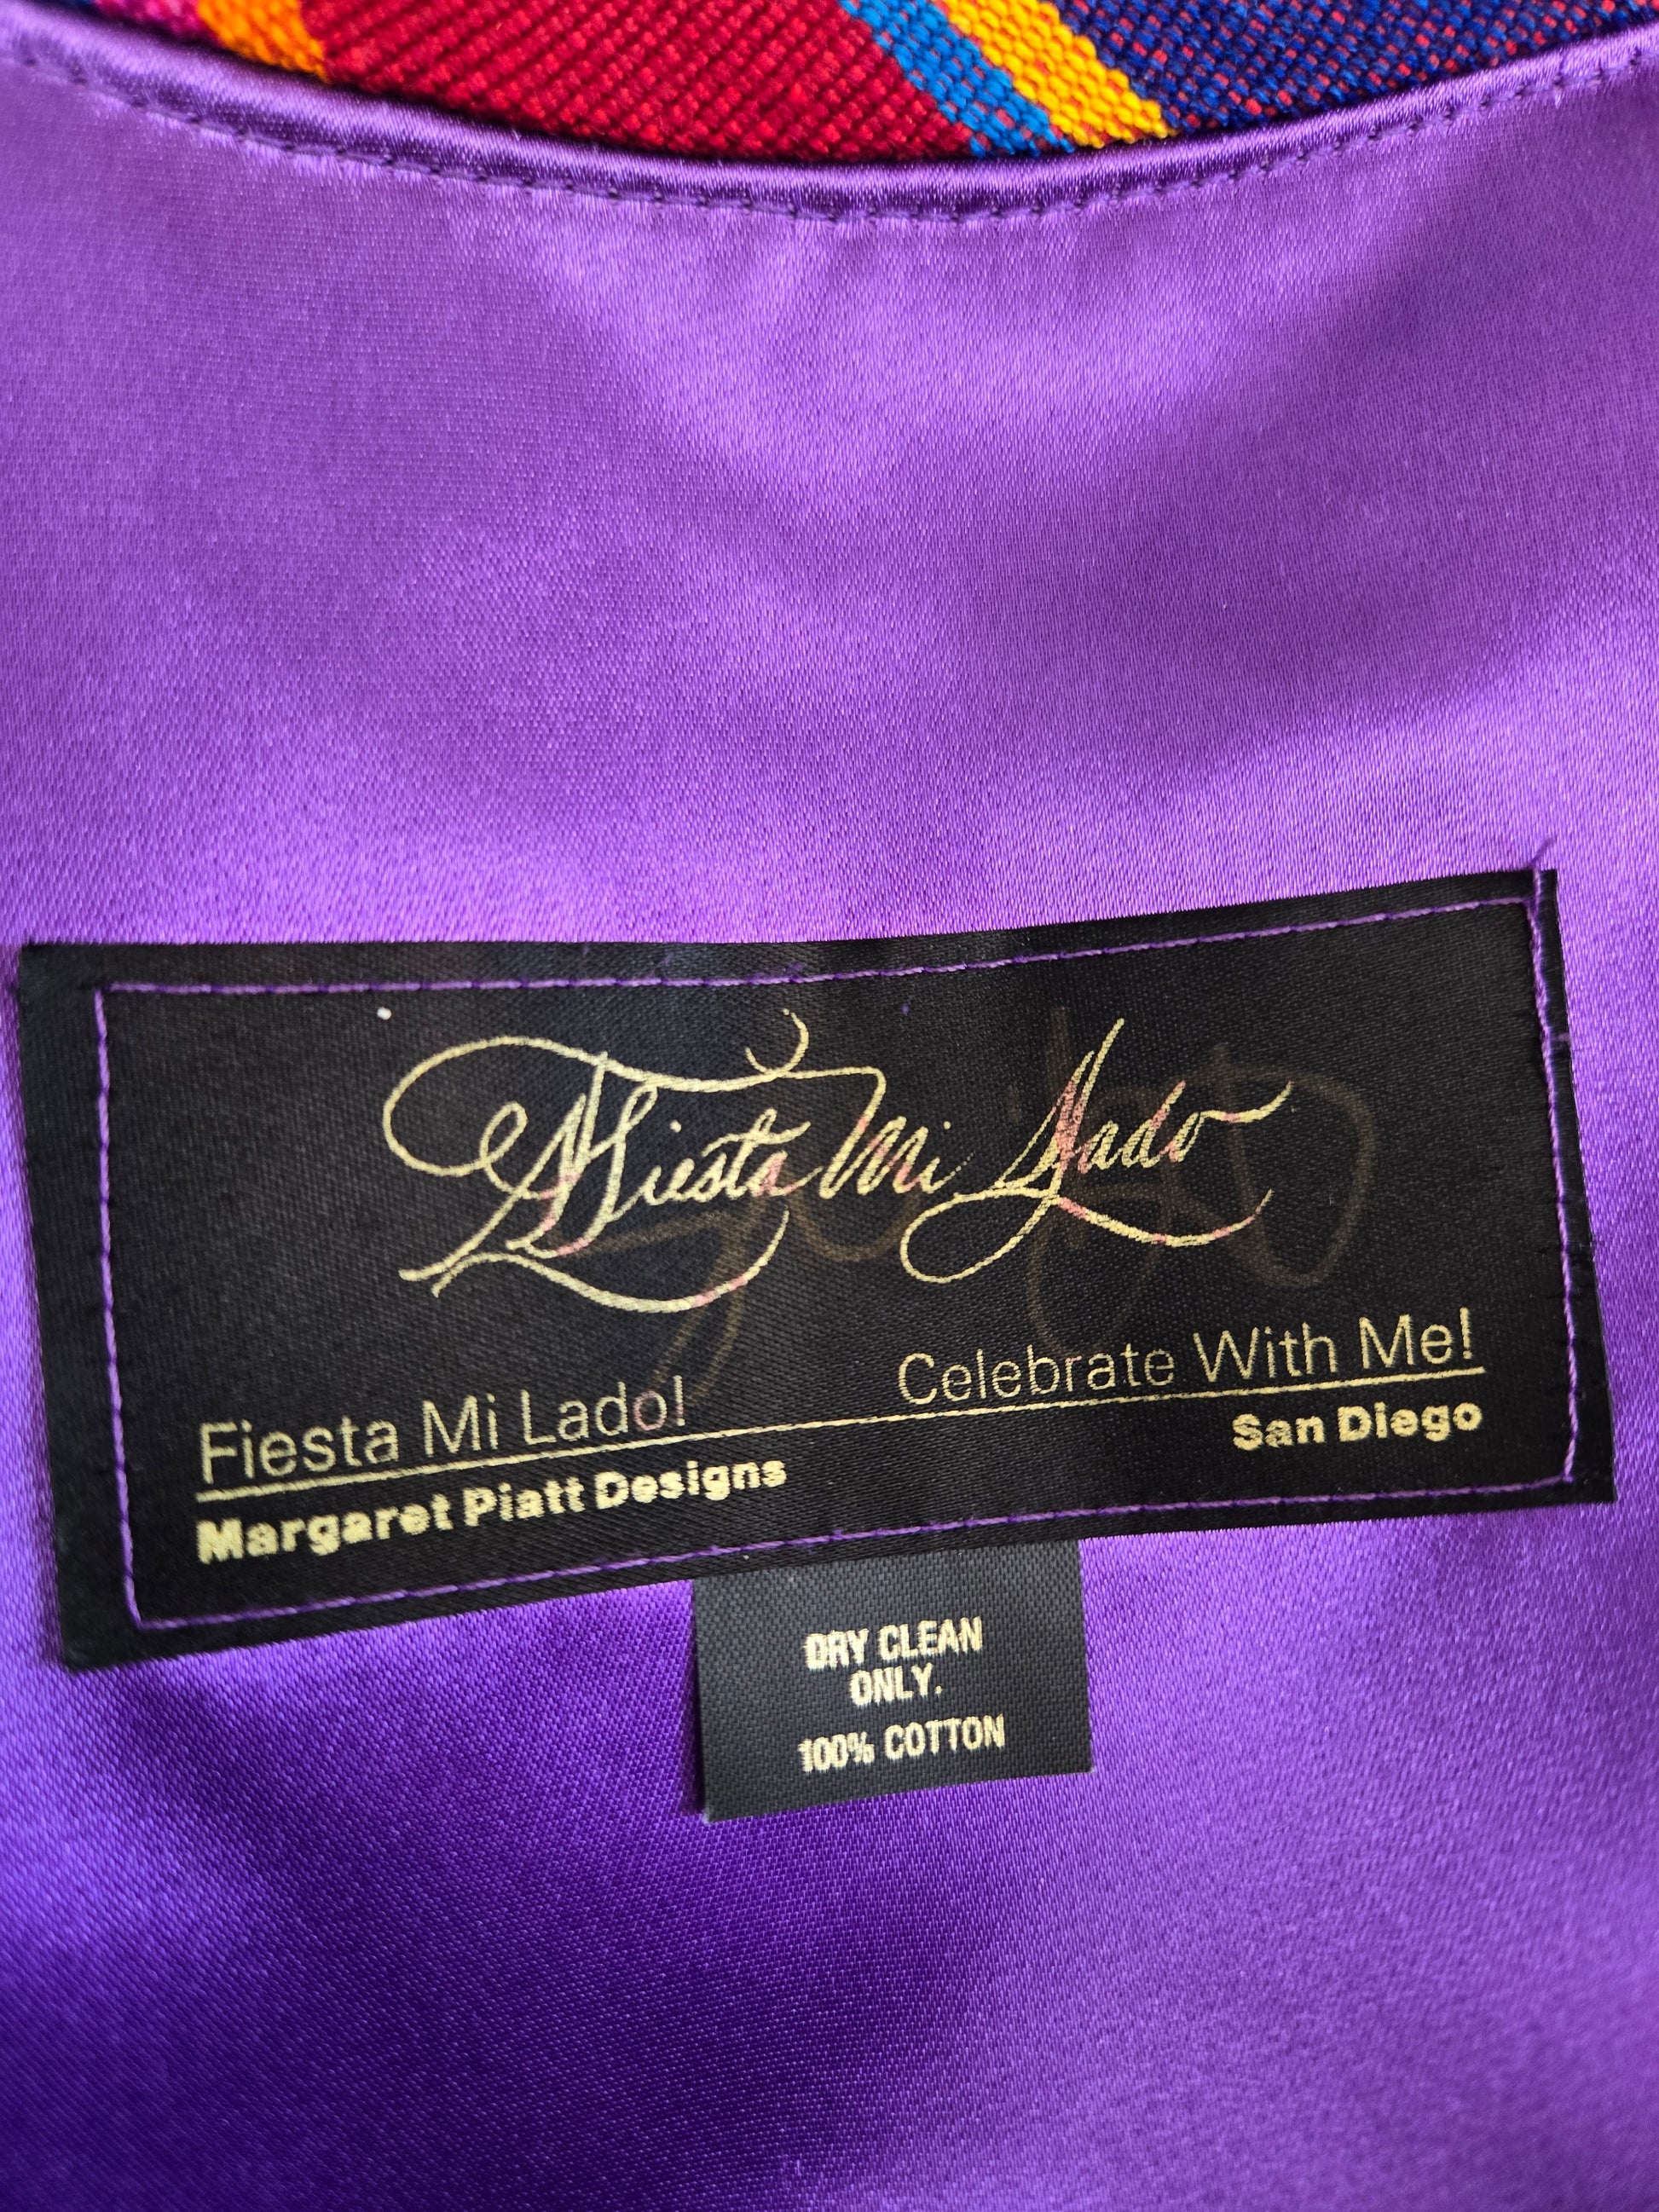 Fiesta Mi Lado
Fiesta Mi Lado! Celebrate With Me!
Margaret Piatt Designs San Diego
DRY CLEAN
ONLY.
100% COTTON